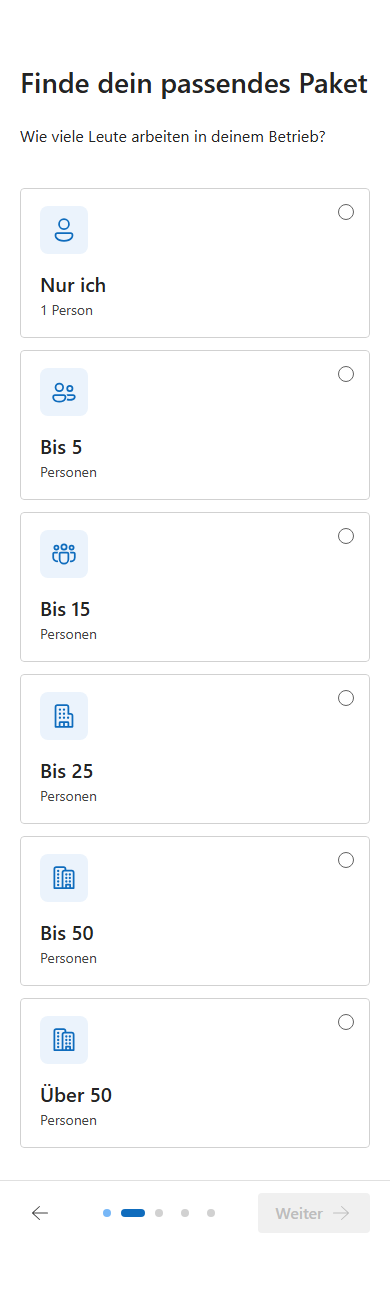 Finde dein passendes Paket
Wie viele Leute arbeiten in deinem Betrieb?
Nur ich
1 Person
Bis 5
Personen
Bis 15
Personen
Bis 25
Personen
Bis 50
Personen
Über 50
Personen
Weiter